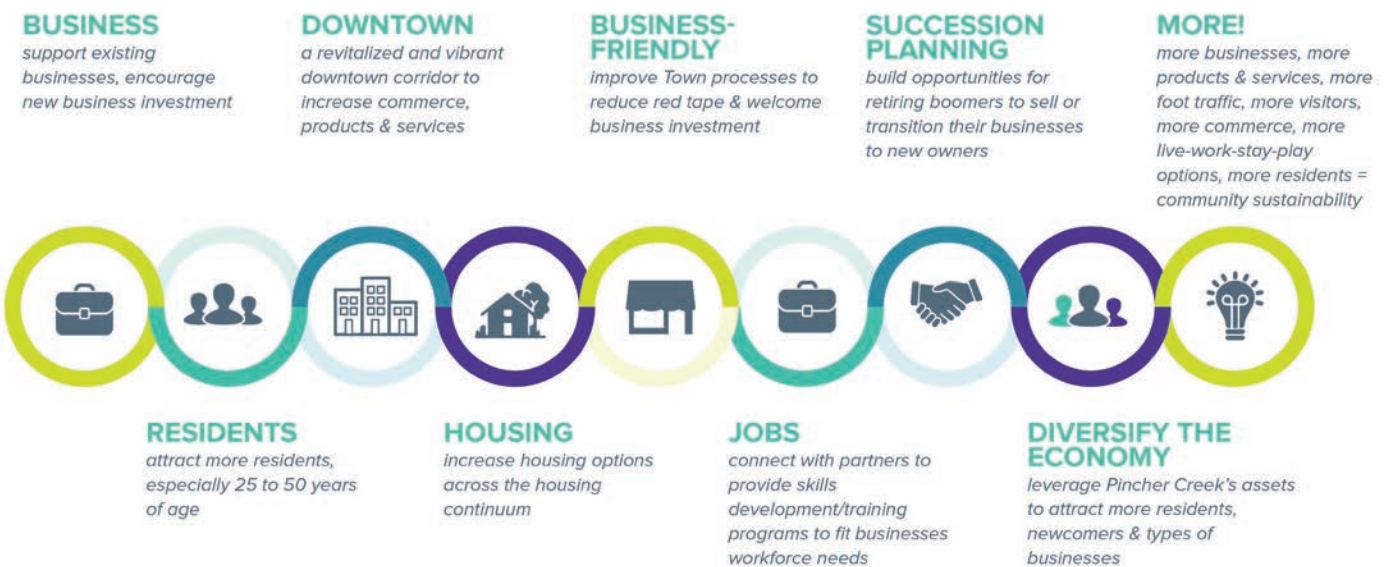 BUSINESS
support existing
businesses, encourage
new business investment
DOWNTOWN
a revitalized and vibrant
downtown corridor to
increase commerce,
products & services
BUSINESS-
FRIENDLY
improve Town processes to
reduce red tape & welcome
business investment
SUCCESSION
PLANNING
build opportunities for
retiring boomers to sell or
transition their businesses
to new owners
MORE!
more businesses, more
products & services, more
foot traffic, more visitors,
more commerce, more
live-work-stay-play
options, more residents =
community sustainability
RESIDENTS
attract more residents,
especially 25 to 50 years
of age
HOUSING
increase housing options
across the housing
continuum
JOBS
connect with partners to
provide skills
development/training
programs to fit businesses
workforce needs
DIVERSIFY THE
ECONOMY
leverage Pincher Creek's assets
to attract more residents,
newcomers & types of
businesses